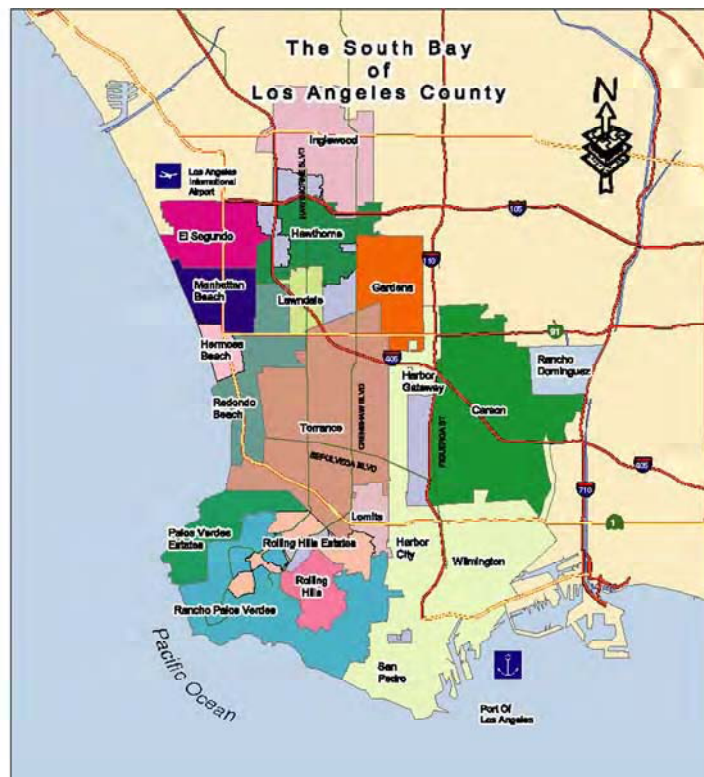 The South Bay
of
Los Angeles County
N
Inglewood
Los Angeles
International
Airport
HAWTHORNE BLVD
105
El Segundo
Hawthorne
110
Manhattan
Beach
Lawndale
Gardena
91
Hermosa
Beach
405
Rancho
Dominguez
Harbor
Gateway
Redondo
Beach
Carson
Torrance
CRENSHAW BLVD
FIGUEROA ST
SEPULVEDA BLVD
405
710
Lomita
1
Palos Verdes
Estates
Rolling Hills Estates
Harbor
City
Wilmington
Rolling
Hills
Rancho Palos Verdes
Pacific Ocean
San
Pedro
Port Of
Los Angeles